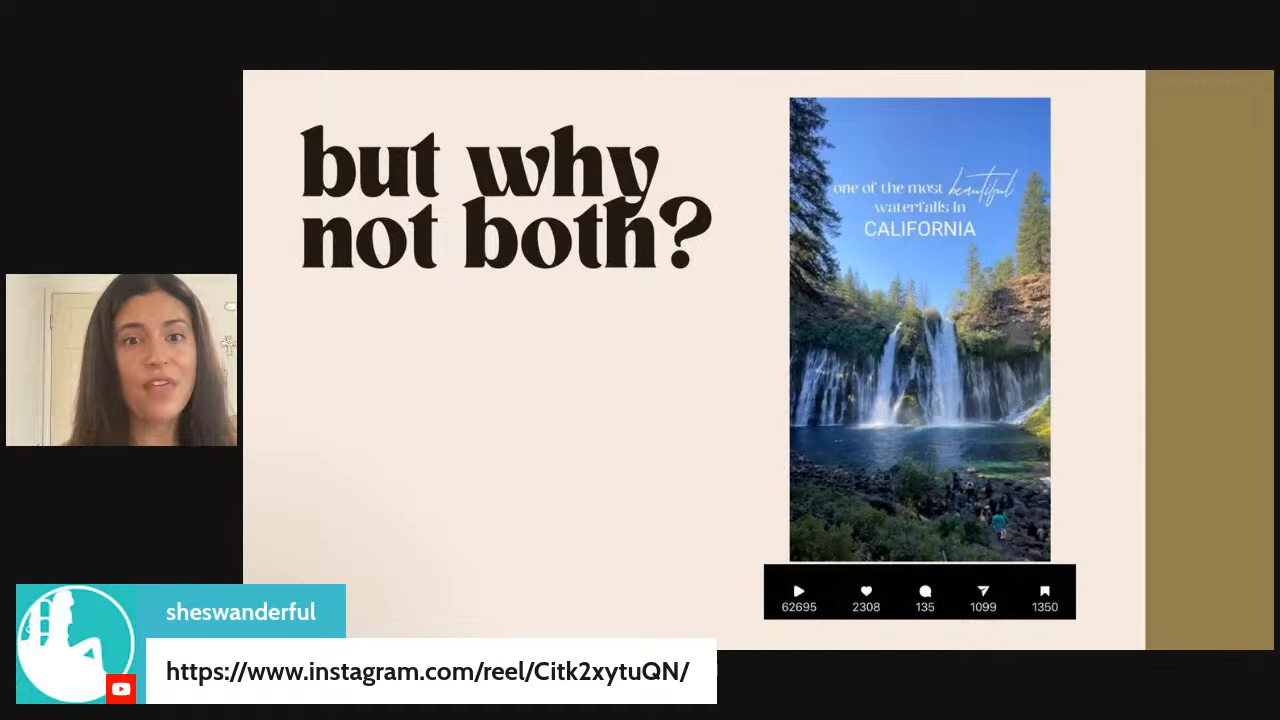 but why
not both?
one of the most beautiful
waterfalls in
CALIFORNIA
62695 2308 135 1099 1350
sheswanderful
https://www.instagram.com/reel/Citk2xytuQN/